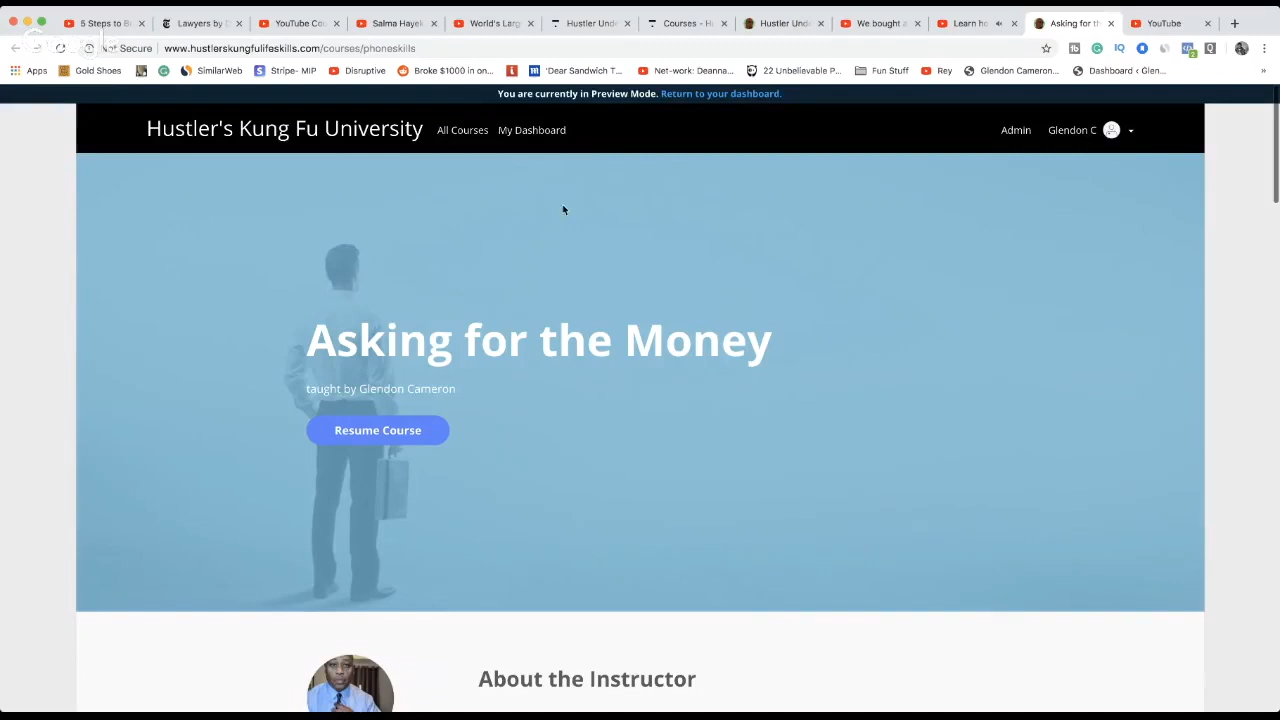 5 Steps to B
Lawyers by D
YouTube Cou
Salma Hayek
World's Larg
Hustler Und
Courses - H
Hustler Und
We bought a
Learn ho
Asking for th
YouTube
Not Secure
www.hustlerskungfulifeskills.com/courses/phoneskills
Apps
Gold Shoes
SimilarWeb
Stripe- MIP
Disruptive
Broke $1000 in on...
'Dear Sandwich T...
Net-work: Deanna...
22 Unbelievable P...
Fun Stuff
Rey
Glendon Cameron...
Dashboard ‹ Glen...
You are currently in Preview Mode. Return to your dashboard.
Hustler's Kung Fu University
All Courses
My Dashboard
Admin
Glendon C
Asking for the Money
taught by Glendon Cameron
Resume Course
About the Instructor